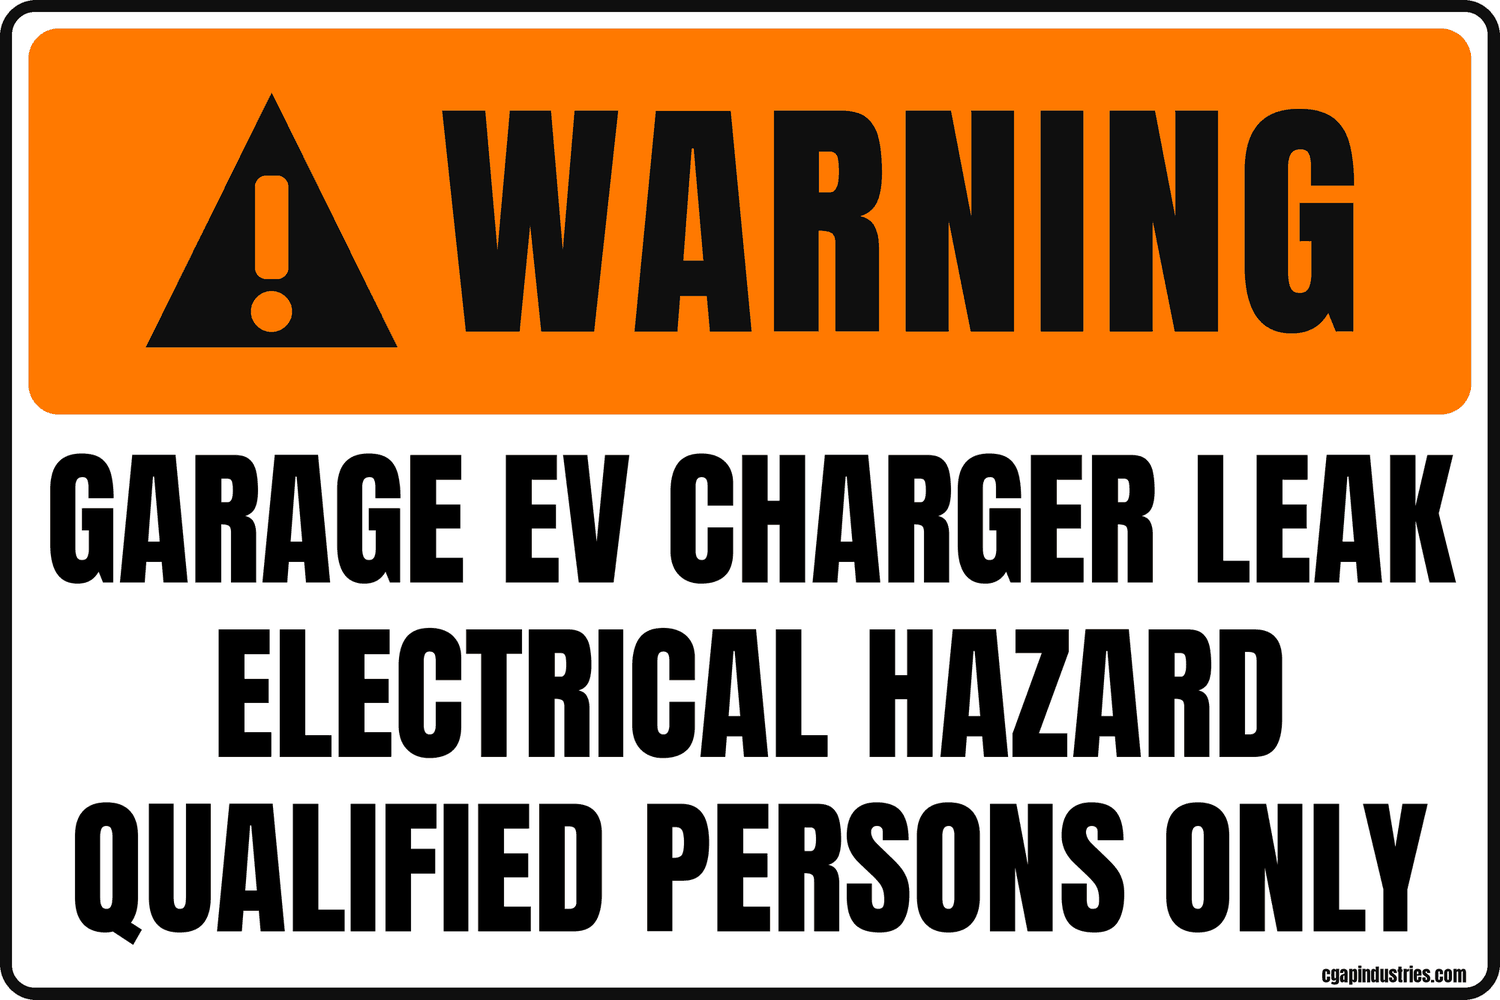 WARNING
GARAGE EV CHARGER LEAK
ELECTRICAL HAZARD
QUALIFIED PERSONS ONLY
cgapindustries.com